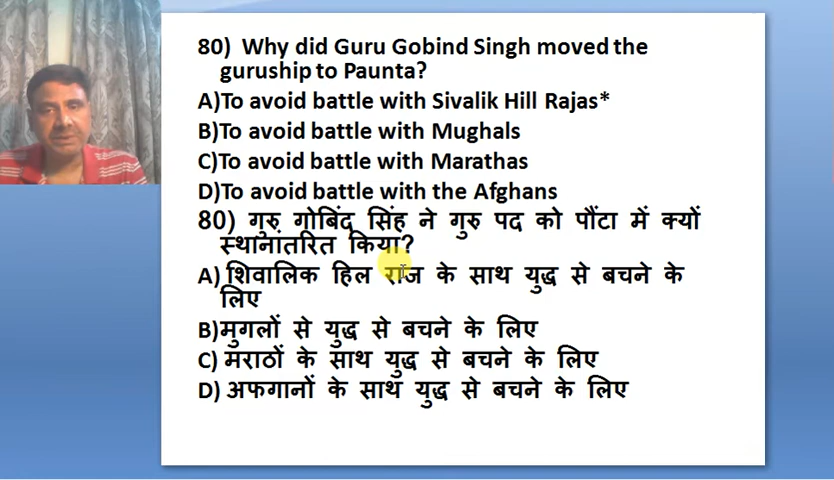 80) Why did Guru Gobind Singh moved the
guruship to Paunta?
A)To avoid battle with Sivalik Hill Rajas*
B)To avoid battle with Mughals
C)To avoid battle with Marathas
D)To avoid battle with the Afghans
80) गुरु गोबिंद सिंह ने गुरु पद को पौंटा में क्यों
स्थानांतरित किया?
A) शिवालिक हिल राज के साथ युद्ध से बचने के
लिए
B)मुगलों से युद्ध से बचने के लिए
C) मराठों के साथ युद्ध से बचने के लिए
D) अफगानों के साथ युद्ध से बचने के लिए